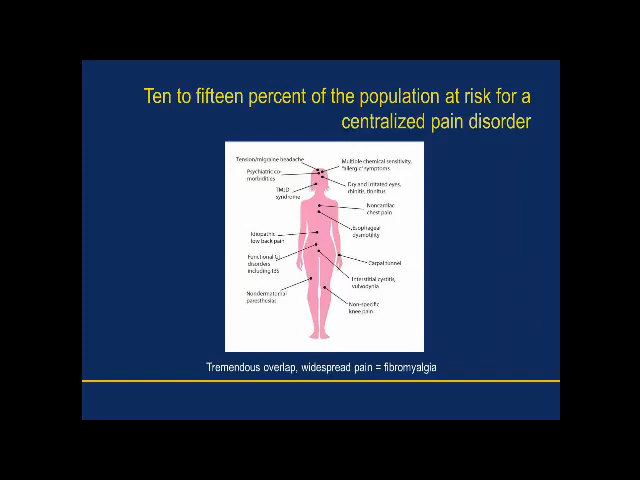 Ten to fifteen percent of the population at risk for a
centralized pain disorder
Tension/migraine headache
Psychiatric co-
morbidities
TMJD
syndrome
Idiopathic
low back pain
Functional GI
disorders
including IBS
Nondermatomal
paresthesias
Multiple chemical sensitivity,
'allergic' symptoms
Dry and irritated eyes,
rhinitis, tinnitus
Noncardiac
chest pain
Esophageal
dysmotility
Carpal tunnel
Interstitial cystitis,
vulvodynia
Non-specific
knee pain
Tremendous overlap, widespread pain = fibromyalgia